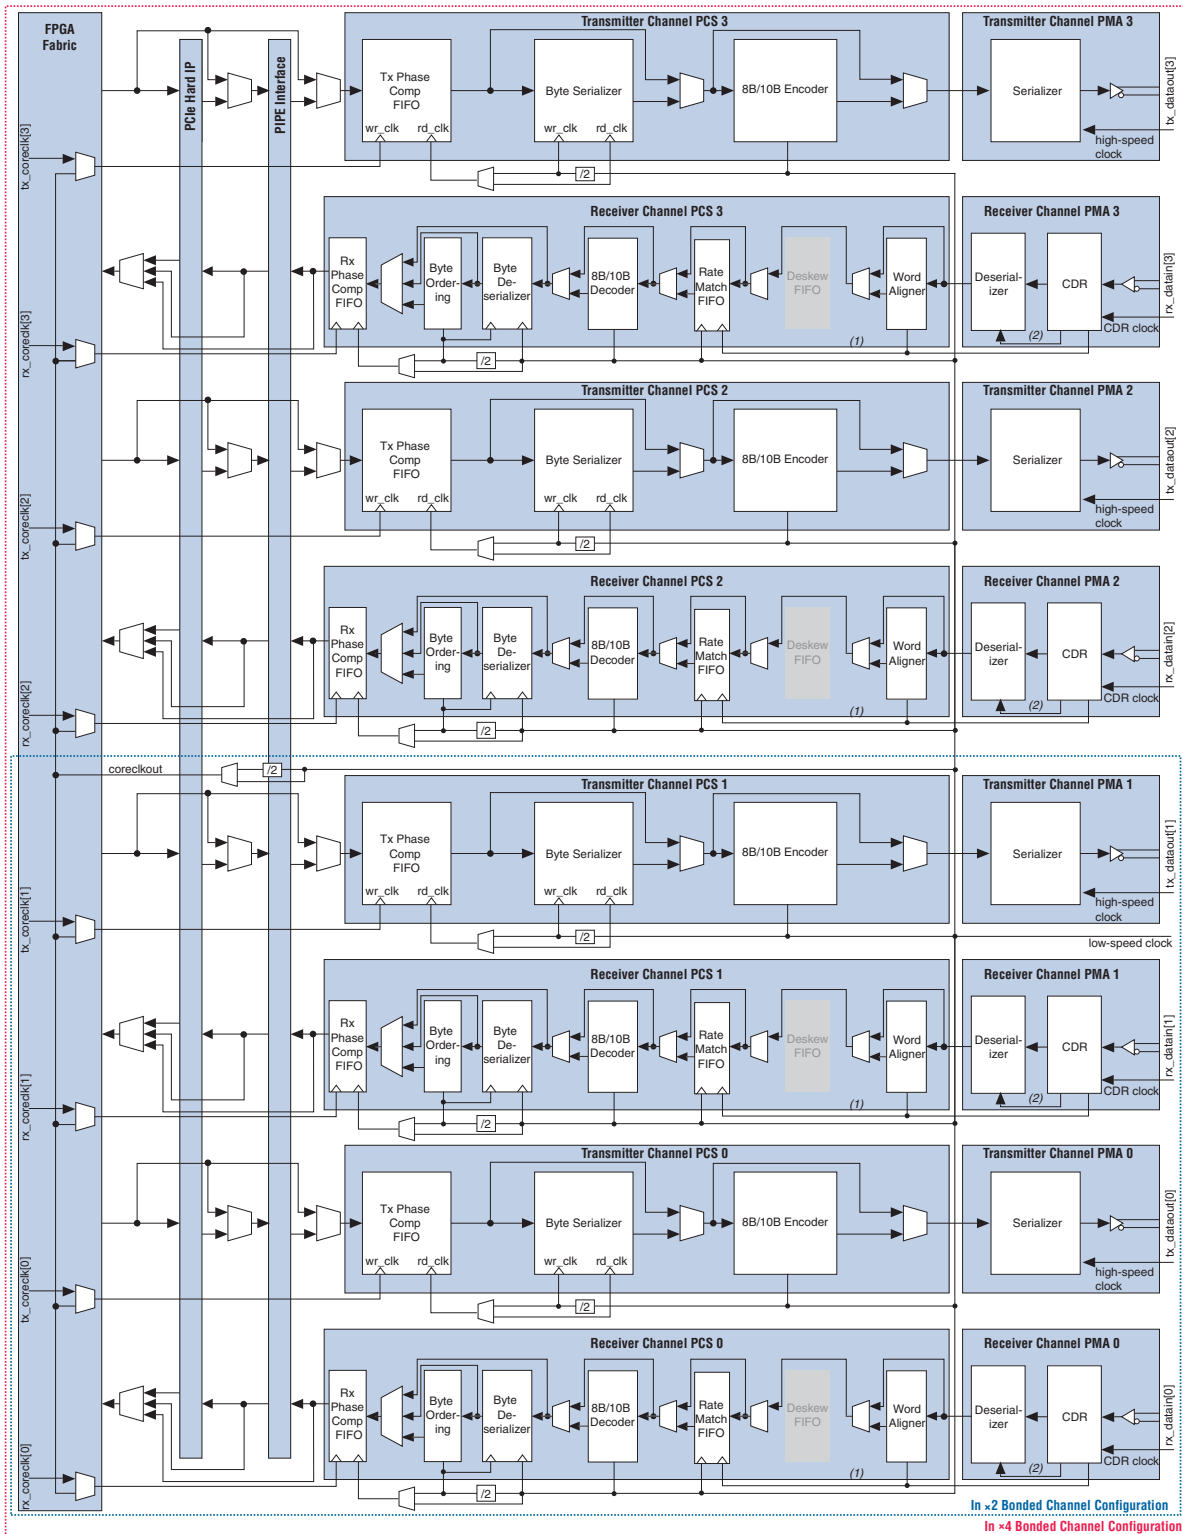 FPGA
Fabric
PCIe Hard IP
PIPE Interface
Transmitter Channel PCS 3
Tx Phase
Comp
FIFO
wr_clk
rd_clk
Byte Serializer
wr_clk
rd_clk
8B/10B Encoder
/2
Transmitter Channel PMA 3
Serializer
high-speed
clock
tx_dataout[3]
tx_coreclk[3]
Receiver Channel PCS 3
Rx
Phase
Comp
FIFO
Byte
Order-
ing
Byte
De-
serializer
8B/10B
Decoder
Rate
Match
FIFO
Deskew
FIFO
Word
Aligner
(1)
/2
Receiver Channel PMA 3
Deserial-
izer
CDR
(2)
CDR clock
rx_datain[3]
rx_coreclk[3]
Transmitter Channel PCS 2
Tx Phase
Comp
FIFO
wr_clk
rd_clk
Byte Serializer
wr_clk
rd_clk
8B/10B Encoder
/2
Transmitter Channel PMA 2
Serializer
high-speed
clock
tx_dataout[2]
tx_coreclk[2]
Receiver Channel PCS 2
Rx
Phase
Comp
FIFO
Byte
Order-
ing
Byte
De-
serializer
8B/10B
Decoder
Rate
Match
FIFO
Deskew
FIFO
Word
Aligner
(1)
/2
Receiver Channel PMA 2
Deserial-
izer
CDR
(2)
CDR clock
rx_datain[2]
rx_coreclk[2]
coreclkout
/2
Transmitter Channel PCS 1
Tx Phase
Comp
FIFO
wr_clk
rd_clk
Byte Serializer
wr_clk
rd_clk
8B/10B Encoder
/2
Transmitter Channel PMA 1
Serializer
high-speed
clock
tx_dataout[1]
tx_coreclk[1]
low-speed clock
Receiver Channel PCS 1
Rx
Phase
Comp
FIFO
Byte
Order-
ing
Byte
De-
serializer
8B/10B
Decoder
Rate
Match
FIFO
Deskew
FIFO
Word
Aligner
(1)
/2
Receiver Channel PMA 1
Deserial-
izer
CDR
(2)
CDR clock
rx_datain[1]
rx_coreclk[1]
Transmitter Channel PCS 0
Tx Phase
Comp
FIFO
wr_clk
rd_clk
Byte Serializer
wr_clk
rd_clk
8B/10B Encoder
/2
Transmitter Channel PMA 0
Serializer
high-speed
clock
tx_dataout[0]
tx_coreclk[0]
Receiver Channel PCS 0
Rx
Phase
Comp
FIFO
Byte
Order-
ing
Byte
De-
serializer
8B/10B
Decoder
Rate
Match
FIFO
Deskew
FIFO
Word
Aligner
(1)
/2
Receiver Channel PMA 0
Deserial-
izer
CDR
(2)
CDR clock
rx_datain[0]
rx_coreclk[0]
In ×2 Bonded Channel Configuration
In ×4 Bonded Channel Configuration